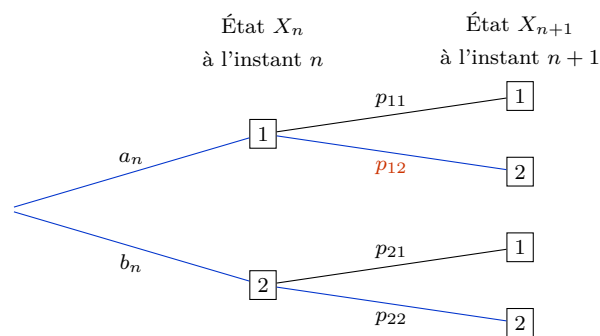 État $X_n$ État $X_{n+1}$
à l'instant $n$ à l'instant $n + 1$
$p_{11}$ 1
1
$a_n$ $p_{12}$ 2
$b_n$ $p_{21}$ 1
2
$p_{22}$ 2